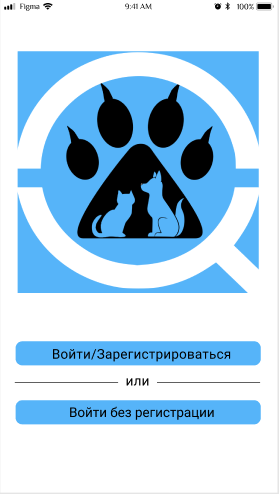 Figma 9:41 AM 100%
Войти/Зарегистрироваться
или
Войти без регистрации